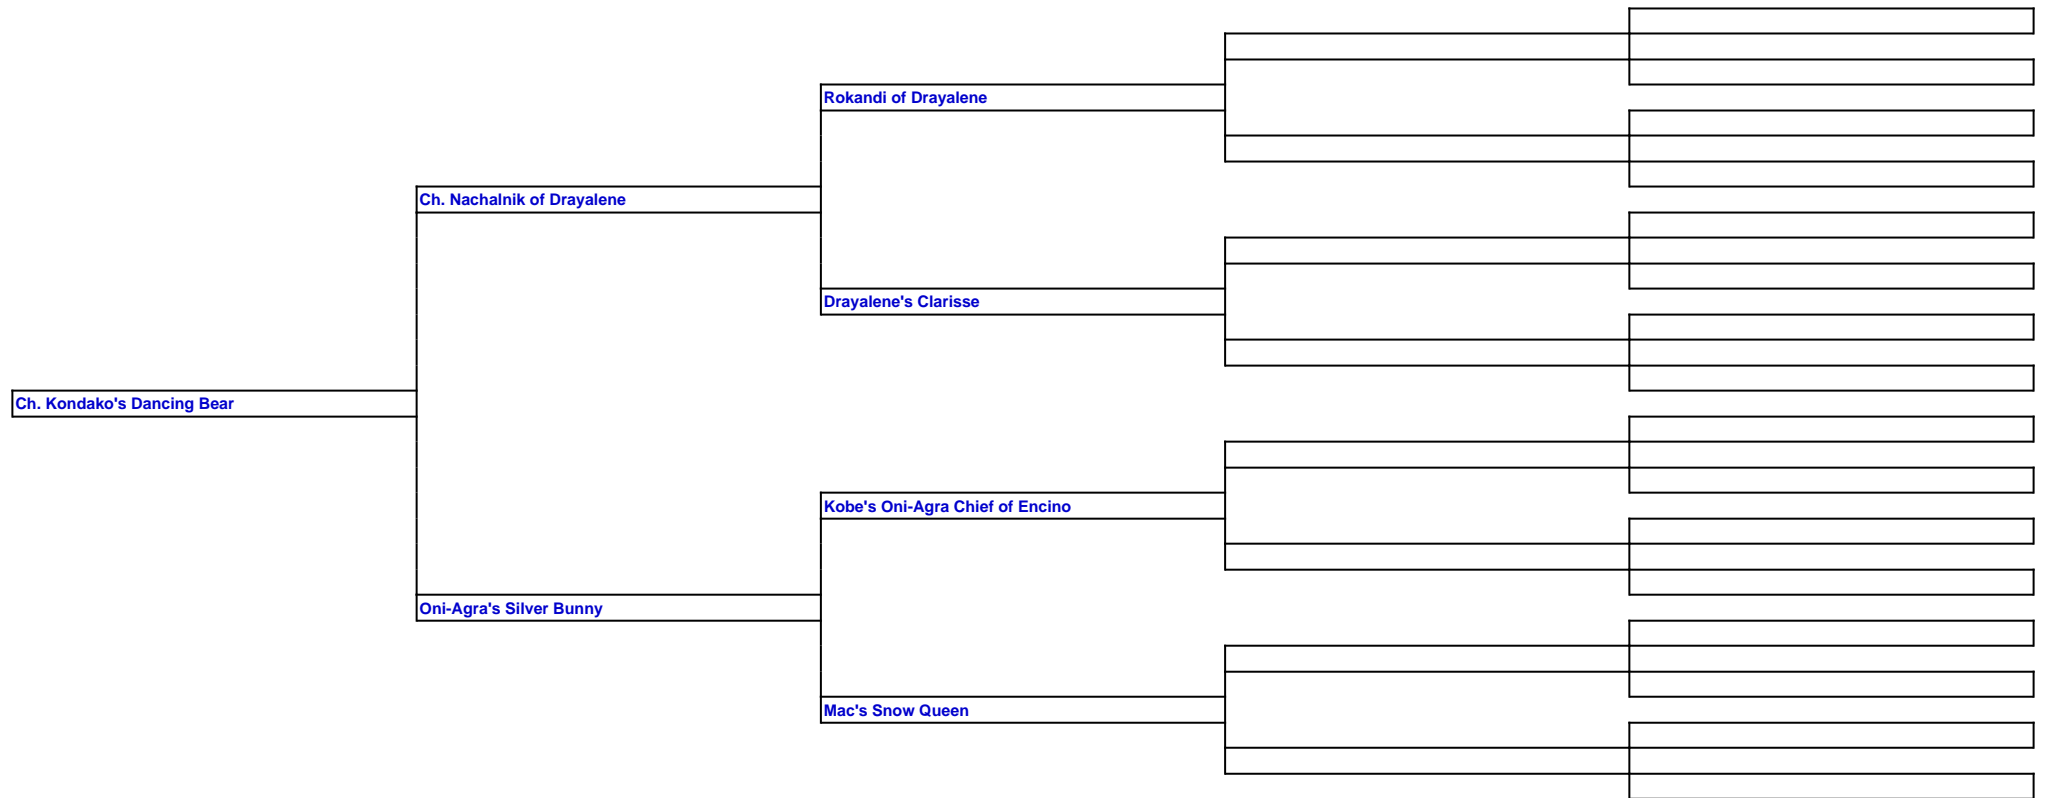 Rokandi of Drayalene
Ch. Nachalnik of Drayalene
Drayalene's Clarisse
Ch. Kondako's Dancing Bear
Kobe's Oni-Agra Chief of Encino
Oni-Agra's Silver Bunny
Mac's Snow Queen